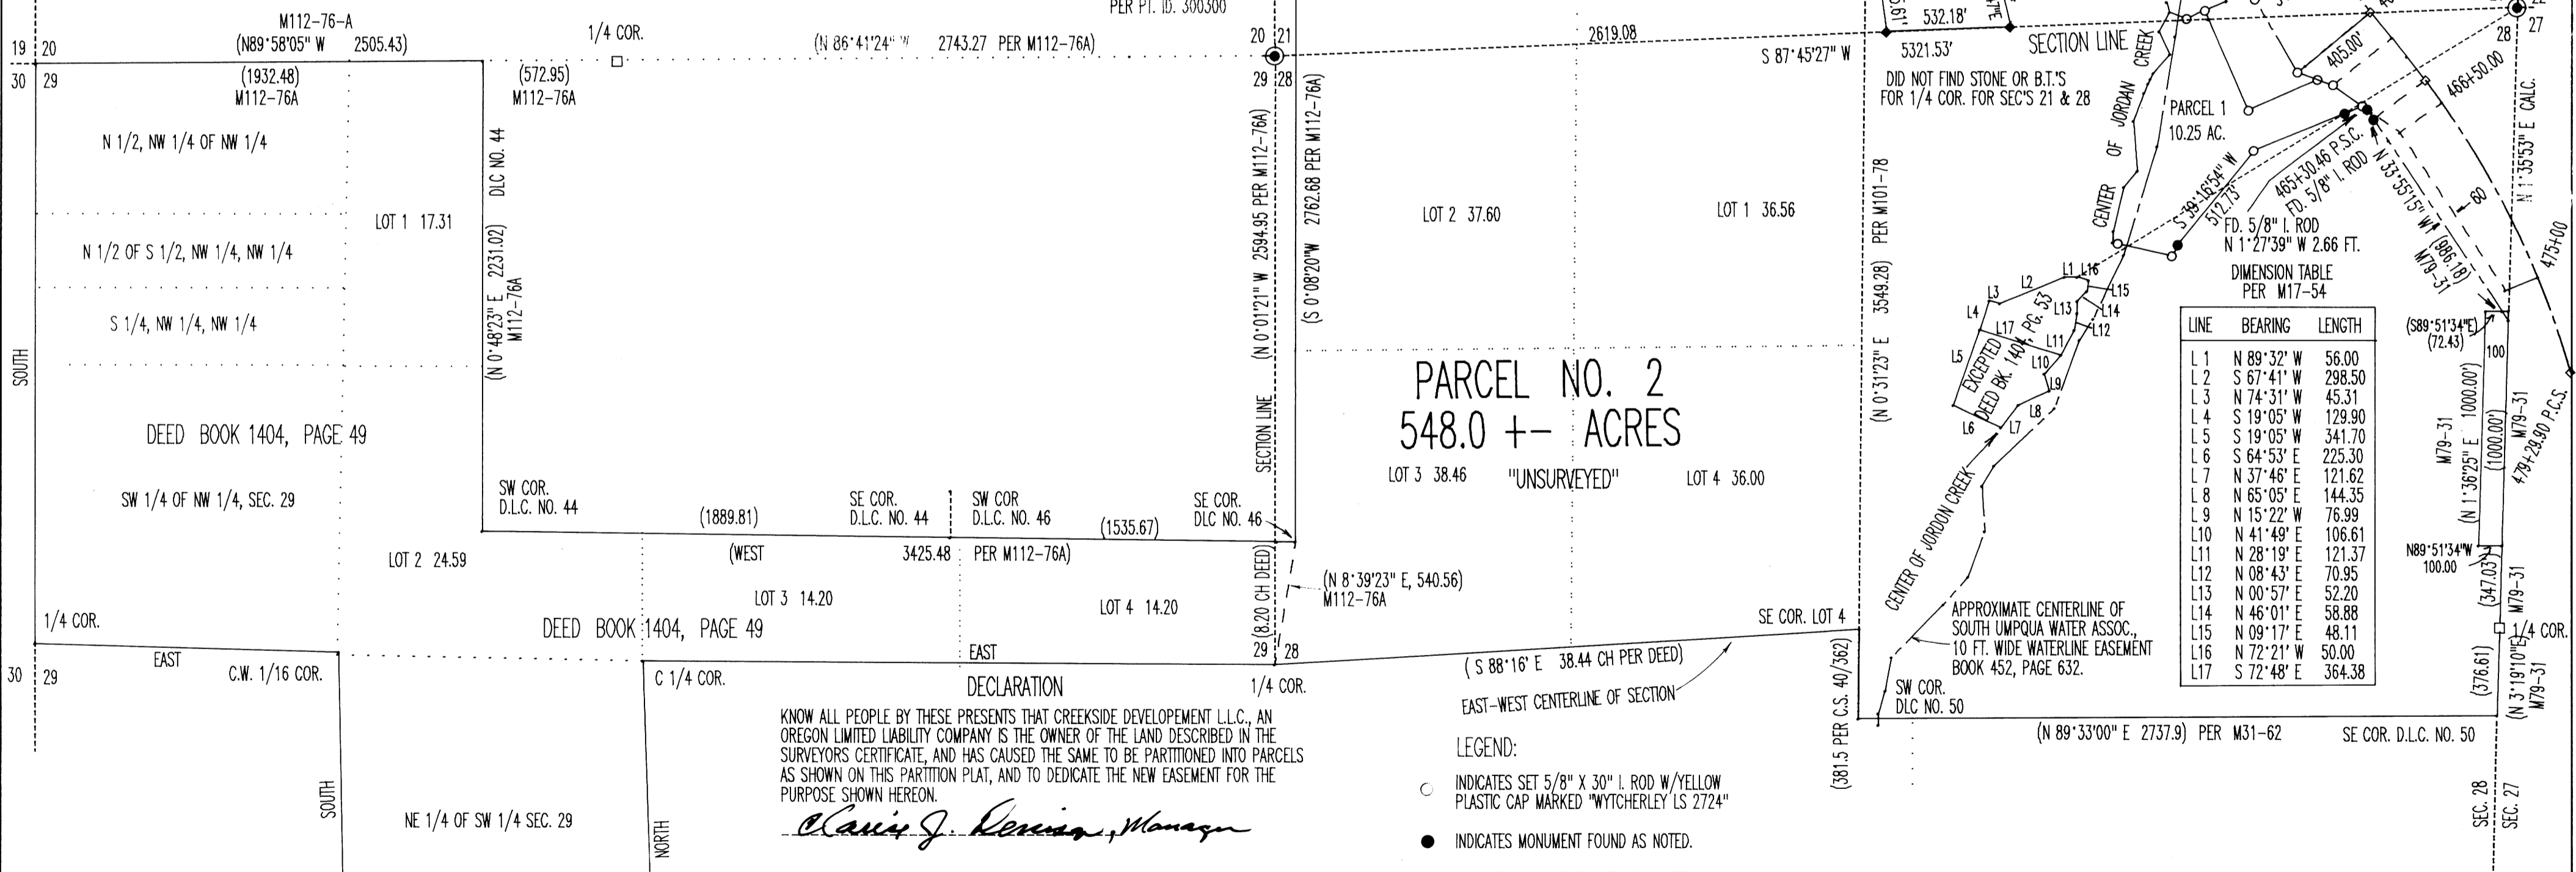 PER PT. ID. 300300
M112-76-A
(N89°58'05" W 2505.43)
1/4 COR.
(N 86°41'24" W 2743.27 PER M112-76A)
19 20
30 29
(1932.48)
M112-76A
(572.95)
M112-76A
20 21
29 28
2619.08
S 87°45'27" W
532.18'
5321.53'
SECTION LINE
DID NOT FIND STONE OR B.T.'S
FOR 1/4 COR. FOR SEC'S 21 & 28
28 27
N 1/2, NW 1/4 OF NW 1/4
LOT 1 17.31
N 1/2 OF S 1/2, NW 1/4, NW 1/4
S 1/4, NW 1/4, NW 1/4
SOUTH
DLC NO. 44
(N 0°48'23" E 2231.02)
M112-76A
DEED BOOK 1404, PAGE 49
SW 1/4 OF NW 1/4, SEC. 29
LOT 2 24.59
SECTION LINE (N 0°01'21" W 2594.95 PER M112-76A)
(S 0°08'20"W 2762.68 PER M112-76A)
LOT 2 37.60
LOT 1 36.56
PARCEL NO. 2
548.0 +- ACRES
LOT 3 38.46
"UNSURVEYED"
LOT 4 36.00
(N 0°31'23" E 3549.28) PER M101-78
CENTER OF JORDAN CREEK
PARCEL 1
10.25 AC.
405.00'
466+50.00
S 39°16'54" W
512.73'
465+30.46 P.S.C.
FD. 5/8" I. ROD
FD. 5/8" I. ROD
N 1°27'39" W 2.66 FT.
N 33°55'15" W
(986.18)
M79-31
60
N 1°35'53" E CALC.
475+00
479+29.90 P.C.S.
L1
L16
L2
L3
L4
L15
L13
L14
L12
L17
L11
L10
L5
L9
L8
L6
L7
EXCEPTED
DEED BK. 1404, PG. 53
CENTER OF JORDON CREEK
DIMENSION TABLE
PER M17-54
LINE BEARING LENGTH
L 1 N 89°32' W 56.00
L 2 S 67°41' W 298.50
L 3 N 74°31' W 45.31
L 4 S 19°05' W 129.90
L 5 S 19°05' W 341.70
L 6 S 64°53' E 225.30
L 7 N 37°46' E 121.62
L 8 N 65°05' E 144.35
L 9 N 15°22' W 76.99
L10 N 41°49' E 106.61
L11 N 28°19' E 121.37
L12 N 08°43' E 70.95
L13 N 00°57' E 52.20
L14 N 46°01' E 58.88
L15 N 09°17' E 48.11
L16 N 72°21' W 50.00
L17 S 72°48' E 364.38
(S89°51'34"E)
(72.43)
100
M79-31
(N 1°36'25" E 1000.00')
(1000.00')
M79-31
N89°51'34"W
100.00
(347.03')
M79-31
1/4 COR.
(376.61)
(N 3°19'10"E)
M79-31
SW COR.
D.L.C. NO. 44
(1889.81)
SE COR.
D.L.C. NO. 44
SW COR
D.L.C. NO. 46
(1535.67)
SE COR.
DLC NO. 46
(WEST 3425.48 PER M112-76A)
LOT 3 14.20
LOT 4 14.20
DEED BOOK 1404, PAGE 49
(8.20 CH DEED)
(N 8°39'23" E, 540.56)
M112-76A
1/4 COR.
EAST
C.W. 1/16 COR.
30 29
EAST
29 28
C 1/4 COR.
1/4 COR.
SE COR. LOT 4
( S 88°16' E 38.44 CH PER DEED)
EAST-WEST CENTERLINE OF SECTION
(381.5 PER C.S. 40/362)
APPROXIMATE CENTERLINE OF
SOUTH UMPQUA WATER ASSOC.,
10 FT. WIDE WATERLINE EASEMENT
BOOK 452, PAGE 632.
SW COR.
DLC NO. 50
(N 89°33'00" E 2737.9) PER M31-62
SE COR. D.L.C. NO. 50
SEC. 28
SEC. 27
SOUTH
NE 1/4 OF SW 1/4 SEC. 29
NORTH
DECLARATION
KNOW ALL PEOPLE BY THESE PRESENTS THAT CREEKSIDE DEVELOPEMENT L.L.C., AN
OREGON LIMITED LIABILITY COMPANY IS THE OWNER OF THE LAND DESCRIBED IN THE
SURVEYORS CERTIFICATE, AND HAS CAUSED THE SAME TO BE PARTITIONED INTO PARCELS
AS SHOWN ON THIS PARTITION PLAT, AND TO DEDICATE THE NEW EASEMENT FOR THE
PURPOSE SHOWN HEREON.
J. , Manager
LEGEND:
INDICATES SET 5/8" X 30" I. ROD W/YELLOW
PLASTIC CAP MARKED "WYTCHERLEY LS 2724"
INDICATES MONUMENT FOUND AS NOTED.